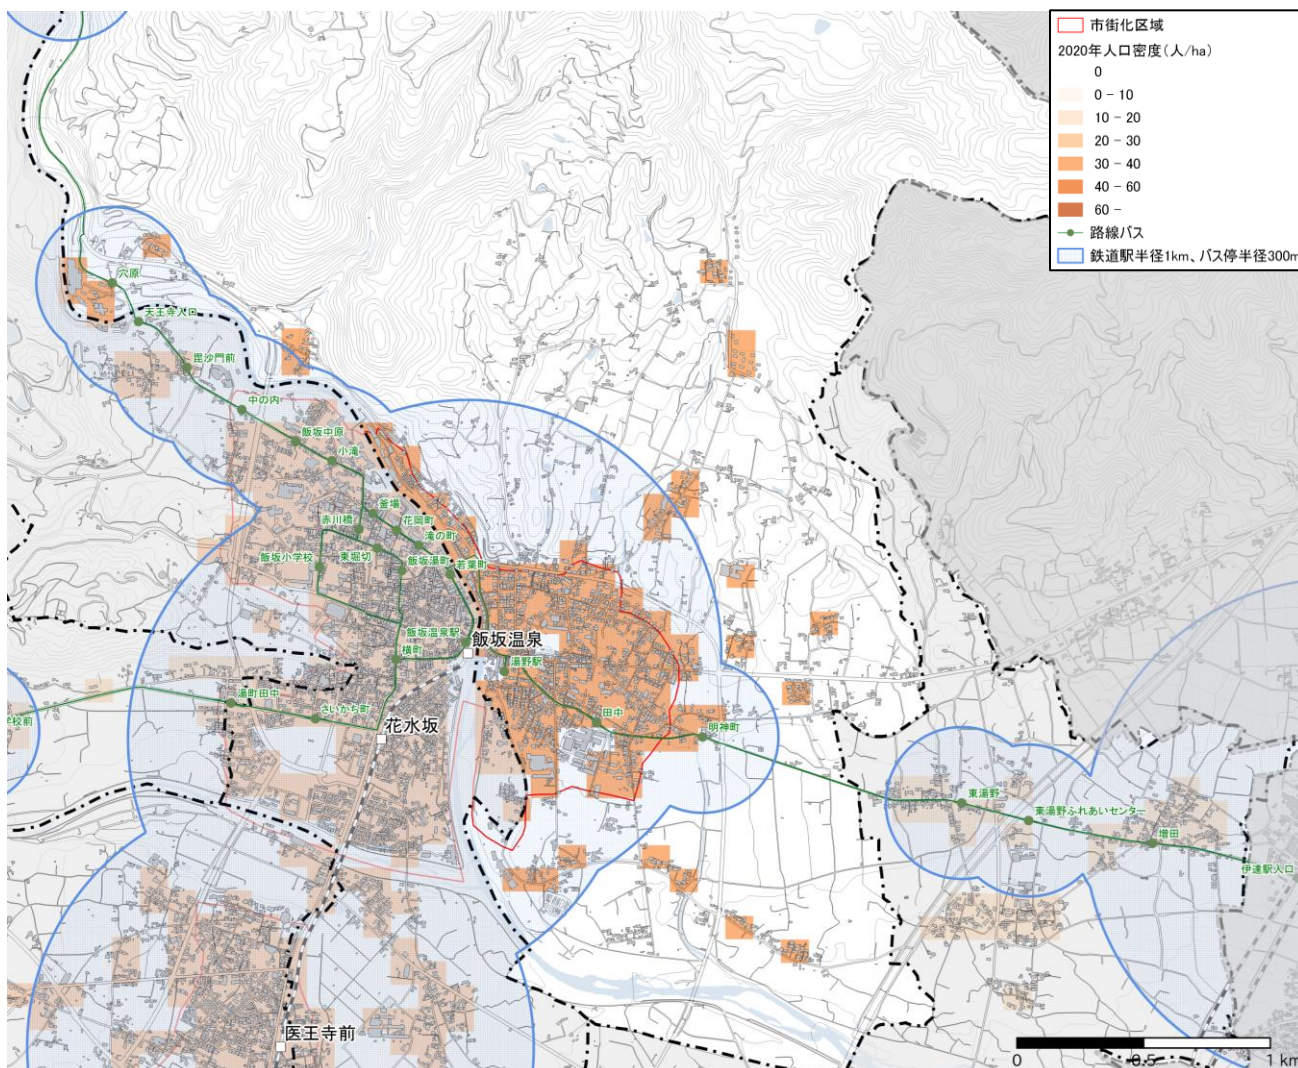 市街化区域
2020年人口密度(人/ha)
0
0 - 10
10 - 20
20 - 30
30 - 40
40 - 60
60 -
路線バス
鉄道駅半径1km、バス停半径300m
穴原
天王寺入口
毘沙門前
中の内
飯坂中原
小滝
釜場
花岡町
赤川橋
滝の町
飯坂小学校
東堀切
飯坂湯町
若葉町
飯坂温泉駅
飯坂温泉
横町
湯野駅
湯町田中
さいかち町
学校前
花水坂
田中
明神町
東湯野
東湯野ふれあいセンター
増田
伊達駅入口
医王寺前
0
0.5
1 km